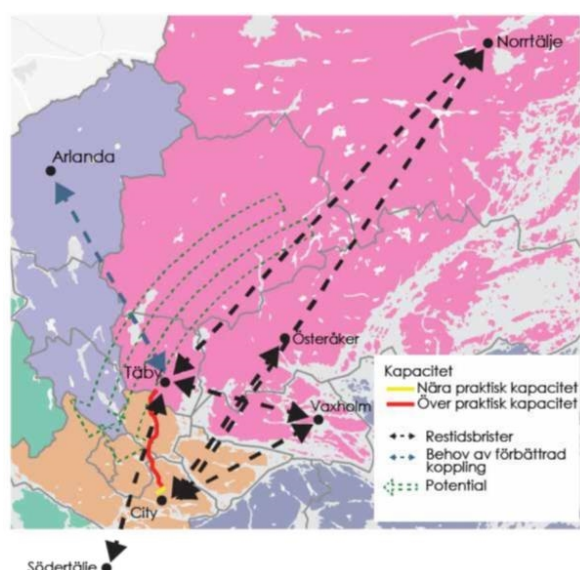 Norrtälje
Arlanda
Österåker
Täby
Vaxholm
City
Södertälje
Kapacitet
Nära praktisk kapacitet
Över praktisk kapacitet
Restidsbrister
Behov av förbättrad
koppling
Potential